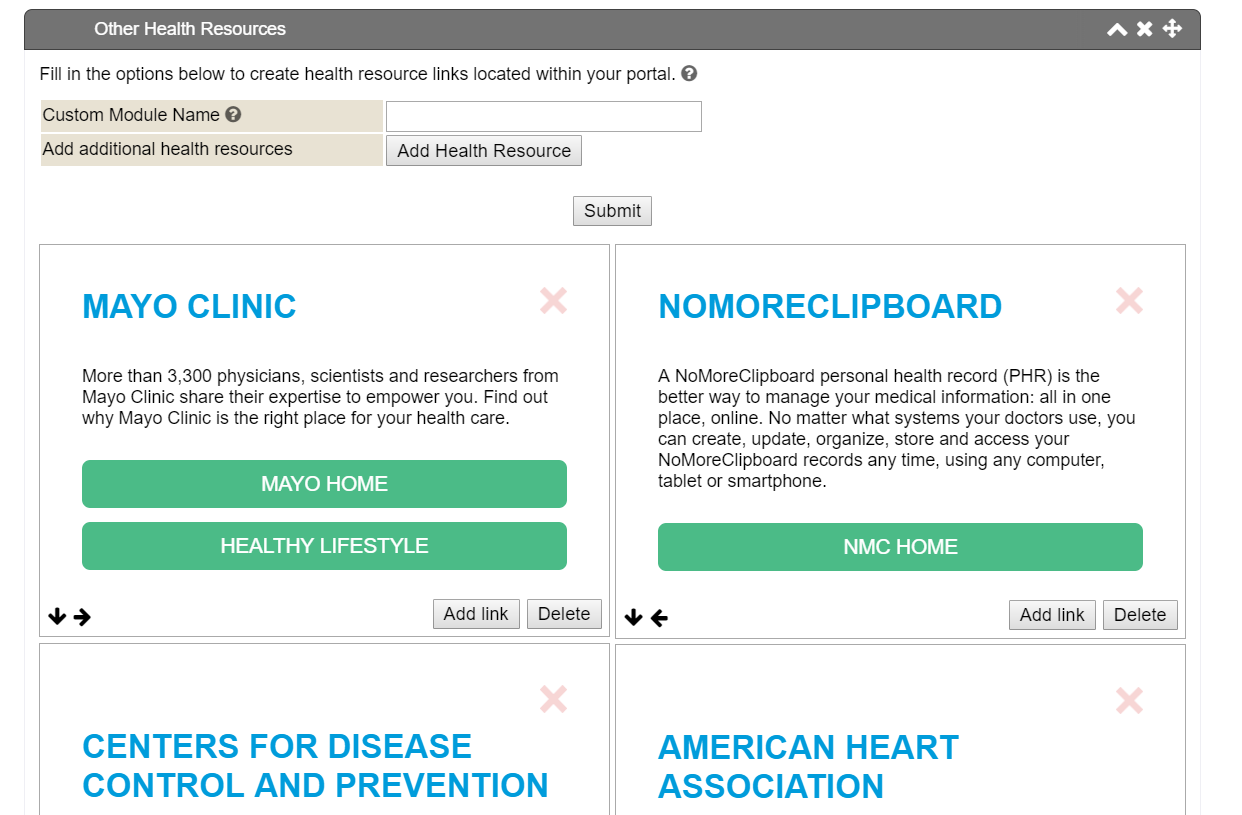 Other Health Resources
Fill in the options below to create health resource links located within your portal.
Custom Module Name
Add additional health resources
Add Health Resource
Submit
MAYO CLINIC
More than 3,300 physicians, scientists and researchers from
Mayo Clinic share their expertise to empower you. Find out
why Mayo Clinic is the right place for your health care.
MAYO HOME
HEALTHY LIFESTYLE
Add link
Delete
NOMORECLIPBOARD
A NoMoreClipboard personal health record (PHR) is the
better way to manage your medical information: all in one
place, online. No matter what systems your doctors use, you
can create, update, organize, store and access your
NoMoreClipboard records any time, using any computer,
tablet or smartphone.
NMC HOME
Add link
Delete
CENTERS FOR DISEASE
CONTROL AND PREVENTION
AMERICAN HEART
ASSOCIATION